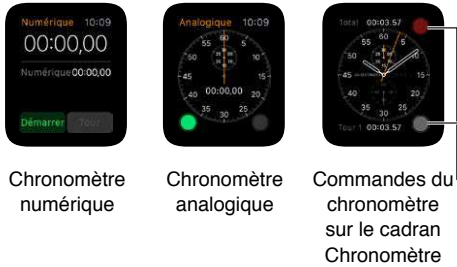 Numérique 10:09
00:00,00
Numérique 00:00,00
Démarrer Tour
Analogique 10:09
60
55 5
50 10
45 15
40 20
35 30 25
00:00,00
Total 00:03.57
60
55 5
50 10
45 15
40 20
35 30 25
Tour 1 00:03.57
Chronomètre
numérique
Chronomètre
analogique
Commandes du
chronomètre
sur le cadran
Chronomètre